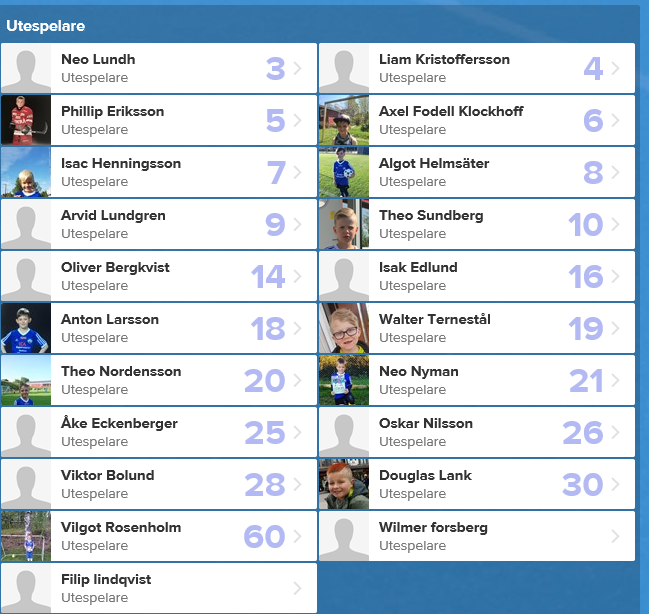 Utespelare
Neo Lundh
Utespelare
3
Liam Kristoffersson
Utespelare
4
Phillip Eriksson
Utespelare
5
Axel Fodell Klockhoff
Utespelare
6
Isac Henningsson
Utespelare
7
Algot Helmsäter
Utespelare
8
Arvid Lundgren
Utespelare
9
Theo Sundberg
Utespelare
10
Oliver Bergkvist
Utespelare
14
Isak Edlund
Utespelare
16
Anton Larsson
Utespelare
18
Walter Ternestål
Utespelare
19
Theo Nordensson
Utespelare
20
Neo Nyman
Utespelare
21
Åke Eckenberger
Utespelare
25
Oskar Nilsson
Utespelare
26
Viktor Bolund
Utespelare
28
Douglas Lank
Utespelare
30
Vilgot Rosenholm
Utespelare
60
Wilmer forsberg
Utespelare
Filip lindqvist
Utespelare